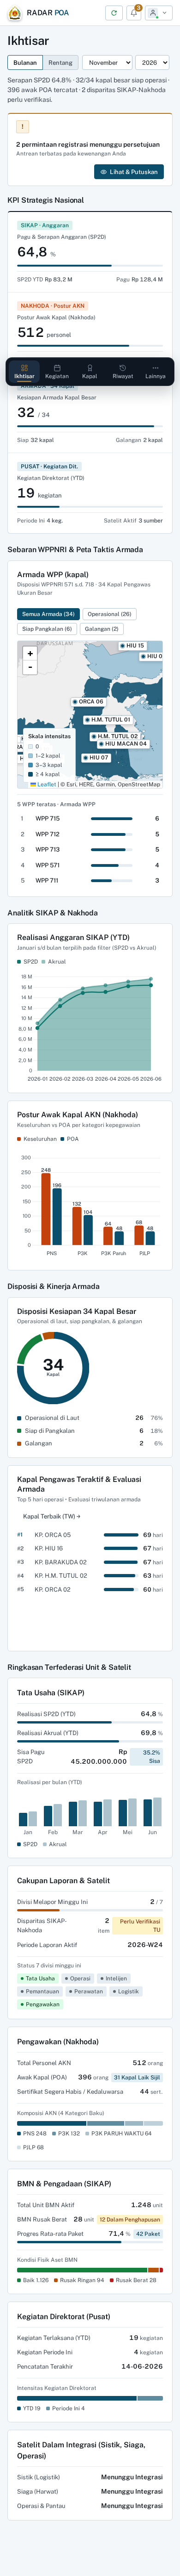 RADAR POA
3
Ikhtisar
Bulanan Rentang November 2026
Serapan SP2D 64.8% · 32/34 kapal besar siap operasi ·
396 awak POA tercatat · 2 disparitas SIKAP-Nakhoda
perlu verifikasi.
!
2 permintaan registrasi menunggu persetujuan
Antrean terbatas pada kewenangan Anda
Lihat & Putuskan
KPI Strategis Nasional
SIKAP · Anggaran
Pagu & Serapan Anggaran (SP2D)
64,8 %
SP2D YTD Rp 83,2 M Pagu Rp 128,4 M
NAKHODA · Postur AKN
Postur Awak Kapal (Nakhoda)
512 personel
Ikhtisar Kegiatan Kapal Riwayat Lainnya
Kesiapan Armada Kapal Besar
32 / 34
Siap 32 kapal Galangan 2 kapal
PUSAT · Kegiatan Dit.
Kegiatan Direktorat (YTD)
19 kegiatan
Periode Ini 4 keg. Satelit Aktif 3 sumber
Sebaran WPPNRI & Peta Taktis Armada
Armada WPP (kapal)
Disposisi WPPNRI 571 s.d. 718 · 34 Kapal Pengawas
Ukuran Besar
Semua Armada (34) Operasional (26)
Siap Pangkalan (6) Galangan (2)
DARUSSALAM
+
-
HIU 15
HIU 0
ORCA 06
H.M. TUTUL 01
H.M. TUTUL 02
HIU MACAN 04
HIU 07
Skala intensitas
0
1–2 kapal
3–3 kapal
≥ 4 kapal
Leaflet | © Esri, HERE, Garmin, OpenStreetMap
5 WPP teratas · Armada WPP
1 WPP 715 6
2 WPP 712 5
3 WPP 713 5
4 WPP 571 4
5 WPP 711 3
Analitik SIKAP & Nakhoda
Realisasi Anggaran SIKAP (YTD)
Januari s/d bulan terpilih pada filter (SP2D vs Akrual)
SP2D Akrual
18 M
16 M
14 M
12 M
10 M
8.0 M
6.0 M
4.0 M
2.0 M
0
2026-01 2026-02 2026-03 2026-04 2026-05 2026-06
Postur Awak Kapal AKN (Nakhoda)
Keseluruhan vs POA per kategori kepegawaian
Keseluruhan POA
300
250
200
150
100
50
0
248 196 132 104 64 48 68 48
PNS P3K P3K Paruh PJLP
Disposisi & Kinerja Armada
Disposisi Kesiapan 34 Kapal Besar
Operasional di laut, siap pangkalan, & galangan
34
Kapal
Operasional di Laut 26 76%
Siap di Pangkalan 6 18%
Galangan 2 6%
Kapal Pengawas Teraktif & Evaluasi
Armada
Top 5 hari operasi · Evaluasi triwulanan armada
Kapal Terbaik (TW) →
#1 KP. ORCA 05 69 hari
#2 KP. HIU 16 67 hari
#3 KP. BARAKUDA 02 67 hari
#4 KP. H.M. TUTUL 02 63 hari
#5 KP. ORCA 02 60 hari
Ringkasan Terfederasi Unit & Satelit
Tata Usaha (SIKAP)
Realisasi SP2D (YTD) 64,8 %
Realisasi Akrual (YTD) 69,8 %
Sisa Pagu SP2D Rp 45.200.000.000 35.2% Sisa
Realisasi per bulan (YTD)
Jan Feb Mar Apr Mei Jun
SP2D Akrual
Cakupan Laporan & Satelit
Divisi Melapor Minggu Ini 2 / 7
Disparitas SIKAP-Nakhoda 2 item Perlu Verifikasi TU
Periode Laporan Aktif 2026-W24
Status 7 divisi minggu ini
Tata Usaha Operasi Intelijen
Pemantauan Perawatan Logistik
Pengawakan
Pengawakan (Nakhoda)
Total Personel AKN 512 orang
Awak Kapal (POA) 396 orang 31 Kapal Laik Sijil
Sertifikat Segera Habis / Kedaluwarsa 44 sert.
Komposisi AKN (4 Kategori Baku)
PNS 248 P3K 132 P3K PARUH WAKTU 64
PJLP 68
BMN & Pengadaan (SIKAP)
Total Unit BMN Aktif 1.248 unit
BMN Rusak Berat 28 unit 12 Dalam Penghapusan
Progres Rata-rata Paket 71,4 % 42 Paket
Kondisi Fisik Aset BMN
Baik 1.126 Rusak Ringan 94 Rusak Berat 28
Kegiatan Direktorat (Pusat)
Kegiatan Terlaksana (YTD) 19 kegiatan
Kegiatan Periode Ini 4 kegiatan
Pencatatan Terakhir 14-06-2026
Intensitas Kegiatan Direktorat
YTD 19 Periode Ini 4
Satelit Dalam Integrasi (Sistik, Siaga,
Operasi)
Sistik (Logistik) Menunggu Integrasi
Siaga (Harwat) Menunggu Integrasi
Operasi & Pantau Menunggu Integrasi